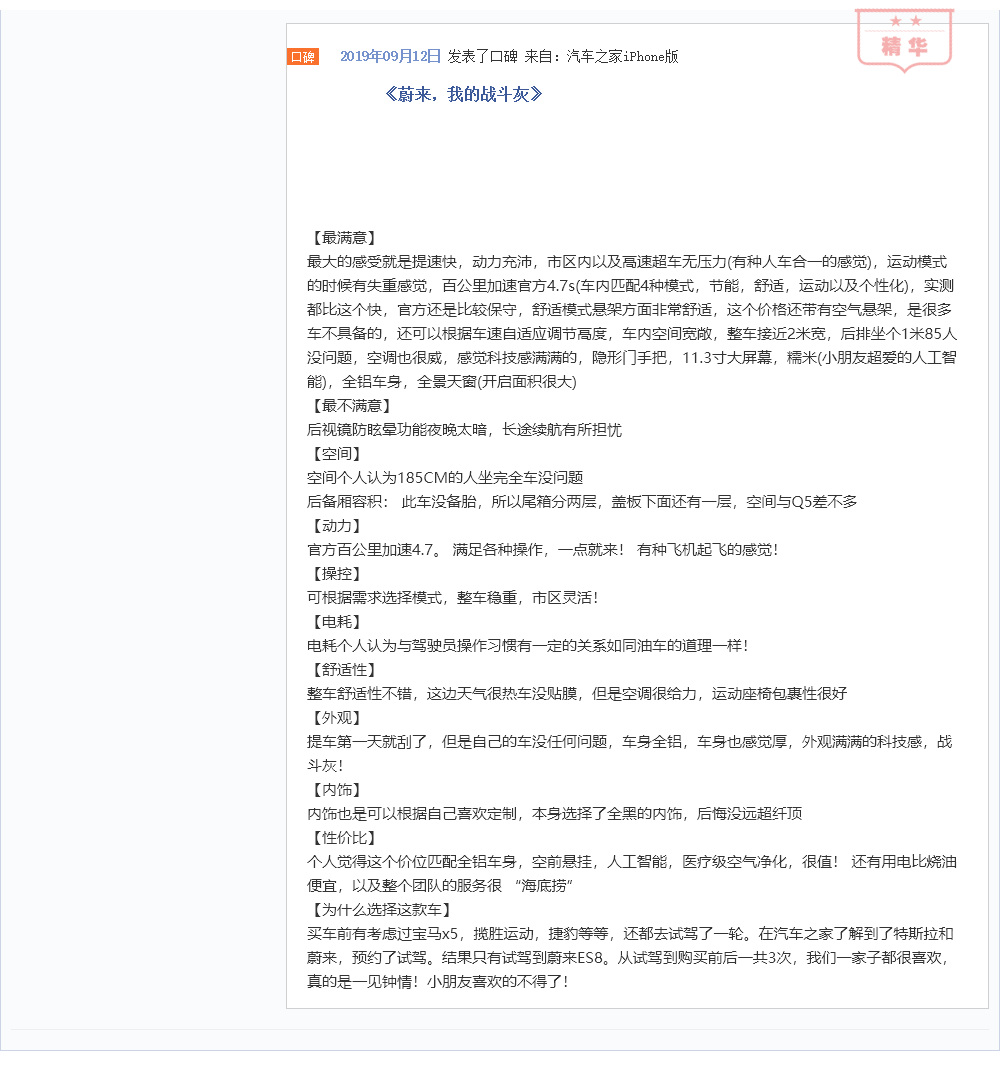 精华
口碑 2019年09月12日 发表了口碑 来自：汽车之家iPhone版
《蔚来，我的战斗灰》
【最满意】
最大的感受就是提速快，动力充沛，市区内以及高速超车无压力(有种人车合一的感觉)，运动模式
的时候有失重感觉，百公里加速官方4.7s(车内匹配4种模式，节能，舒适，运动以及个性化)，实测
都比这个快，官方还是比较保守，舒适模式悬架方面非常舒适，这个价格还带有空气悬架，是很多
车不具备的，还可以根据车速自适应调节高度，车内空间宽敞，整车接近2米宽，后排坐个1米85人
没问题，空调也很威，感觉科技感满满的，隐形门手把，11.3寸大屏幕，糯米(小朋友超爱的人工智
能)，全铝车身，全景天窗(开启面积很大)
【最不满意】
后视镜防眩晕功能夜晚太暗，长途续航有所担忧
【空间】
空间个人认为185CM的人坐完全车没问题
后备厢容积： 此车没备胎，所以尾箱分两层，盖板下面还有一层，空间与Q5差不多
【动力】
官方百公里加速4.7。 满足各种操作，一点就来！ 有种飞机起飞的感觉！
【操控】
可根据需求选择模式，整车稳重，市区灵活！
【电耗】
电耗个人认为与驾驶员操作习惯有一定的关系如同油车的道理一样！
【舒适性】
整车舒适性不错，这边天气很热车没贴膜，但是空调很给力，运动座椅包裹性很好
【外观】
提车第一天就刮了，但是自己的车没任何问题，车身全铝，车身也感觉厚，外观满满的科技感，战
斗灰！
【内饰】
内饰也是可以根据自己喜欢定制，本身选择了全黑的内饰，后悔没远超纤顶
【性价比】
个人觉得这个价位匹配全铝车身，空前悬挂，人工智能，医疗级空气净化，很值！ 还有用电比烧油
便宜，以及整个团队的服务很 “海底捞”
【为什么选择这款车】
买车前有考虑过宝马x5，揽胜运动，捷豹等等，还都去试驾了一轮。在汽车之家了解到了特斯拉和
蔚来，预约了试驾。结果只有试驾到蔚来ES8。从试驾到购买前后一共3次，我们一家子都很喜欢，
真的是一见钟情！小朋友喜欢的不得了！